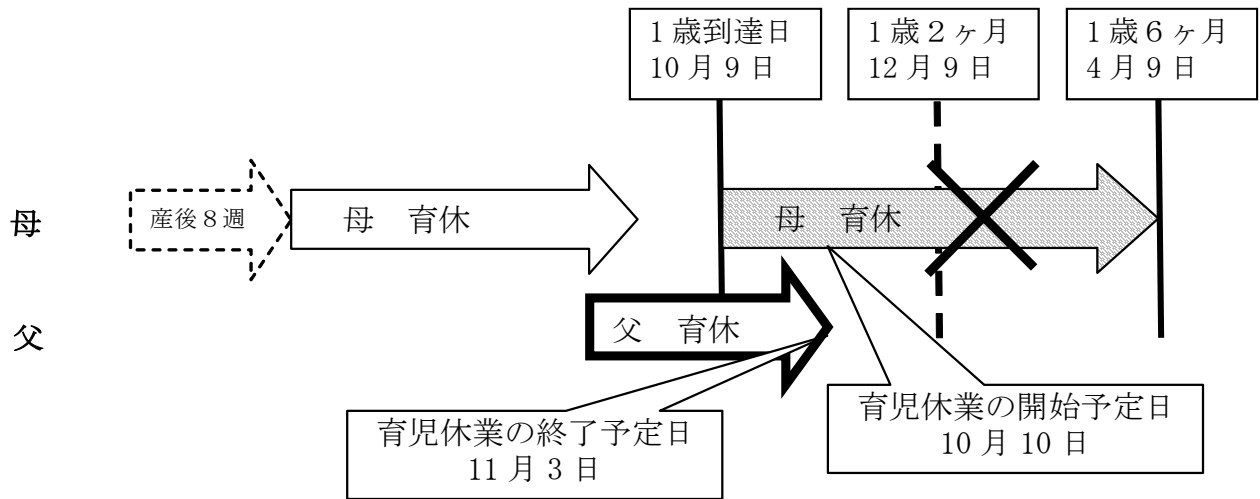 1歳到達日
10月9日
1歳2ヶ月
12月9日
1歳6ヶ月
4月9日
母
産後8週
母　育休
母　育休
父
父　育休
育児休業の終了予定日
11月3日
育児休業の開始予定日
10月10日